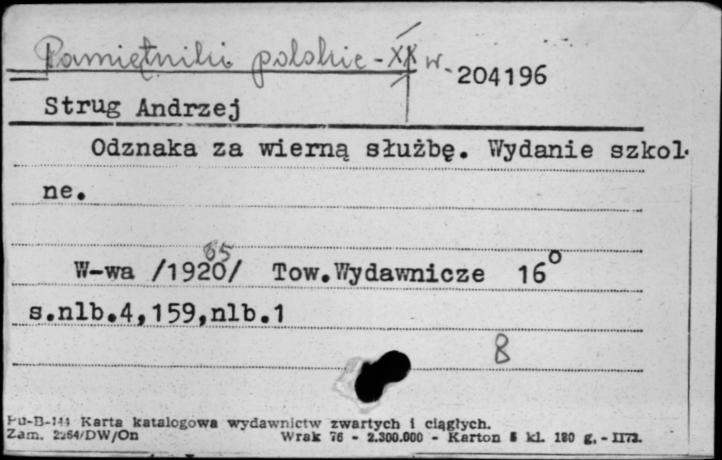 Pamiętniki polskie - XX w.
204196
Strug Andrzej
Odznaka za wierną służbę. Wydanie szkol-
ne.
65
W-wa /1920/ Tow.Wydawnicze 16°
s.nlb.4,159,nlb.1
8
Pu-B-144 Karta katalogowa wydawnictw zwartych i ciągłych.
Zam. 2264/DW/On Wrak 76 - 2.300.000 - Karton 5 kl. 180 g. - 1172.